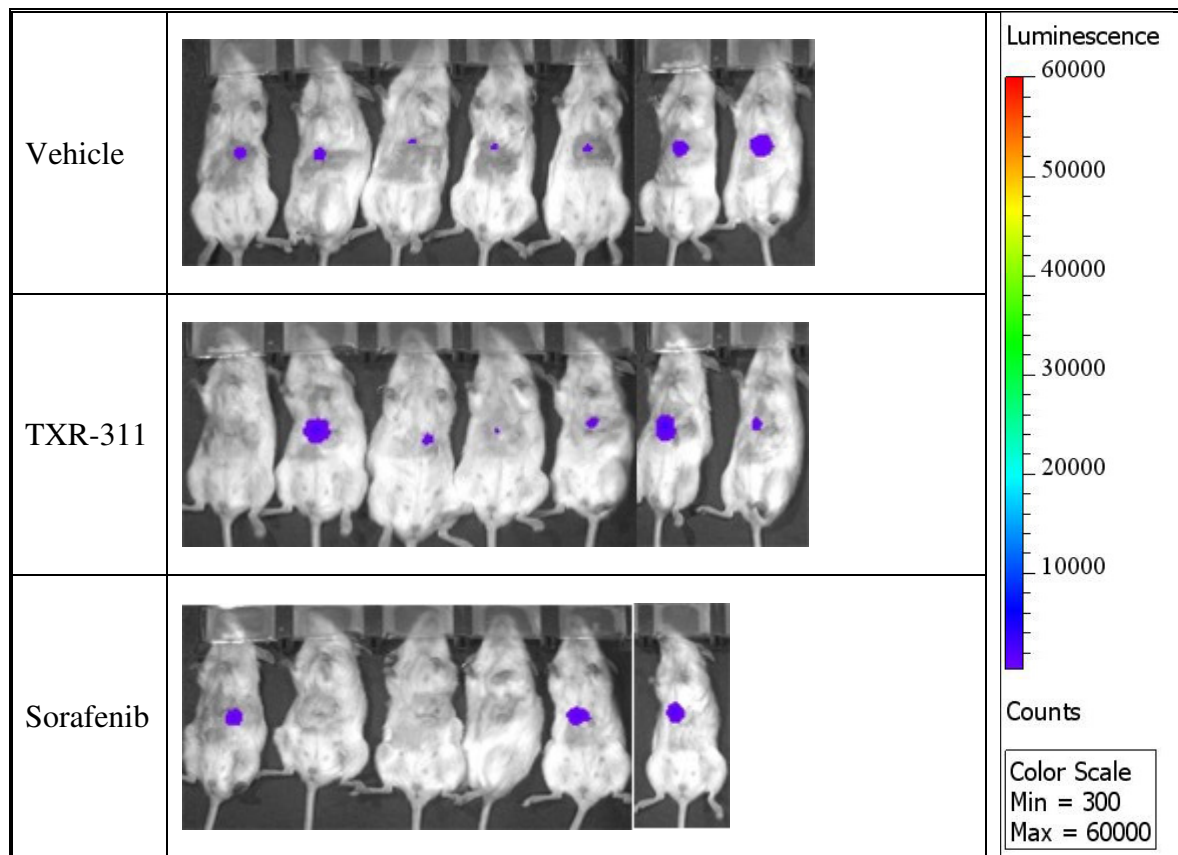 Vehicle
TXR-311
Sorafenib
Luminescence
60000
50000
40000
30000
20000
10000
Counts
Color Scale
Min = 300
Max = 60000